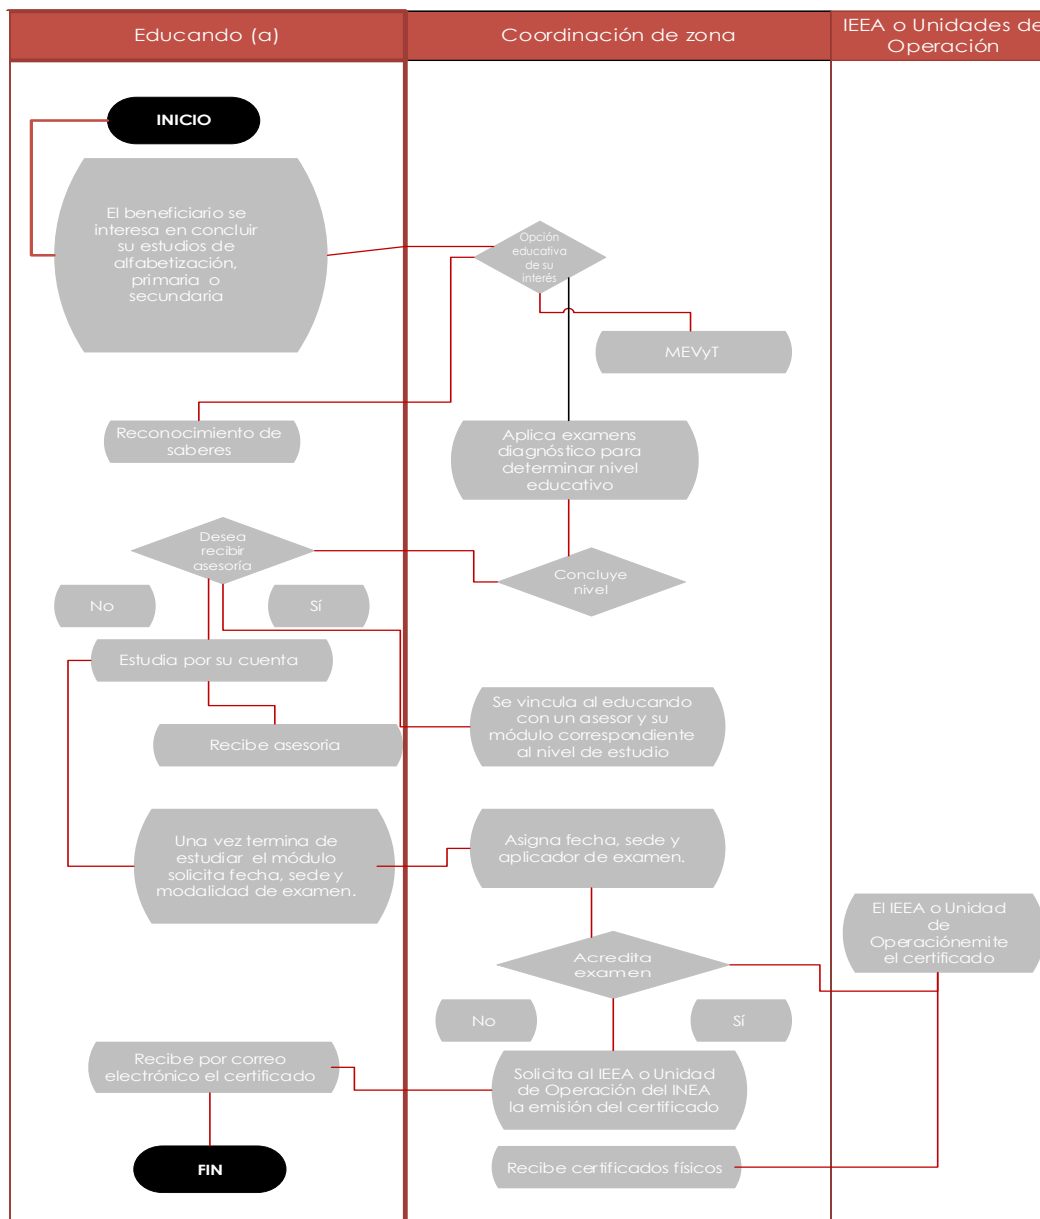 Educando (a)
Coordinación de zona
IEEA o Unidades de
Operación
INICIO
El beneficiario se
interesa en concluir
su estudios de
alfabetización,
primaria o
secundaria
Opción
educativa
de su
interés
MEVyT
Reconocimiento de
saberes
Aplica examens
diagnóstico para
determinar nivel
educativo
Desea
recibir
asesoría
Concluye
nivel
No
Sí
Estudia por su cuenta
Recibe asesoria
Se vincula al educando
con un asesor y su
módulo correspondiente
al nivel de estudio
Una vez termina de
estudiar el módulo
solicita fecha, sede y
modalidad de examen.
Asigna fecha, sede y
aplicador de examen.
El IEEA o Unidad
de
Operaciónemite
el certificado
Acredita
examen
No
Sí
Recibe por correo
electrónico el certificado
Solicita al IEEA o Unidad
de Operación del INEA
la emisión del certificado
Recibe certificados físicos
FIN